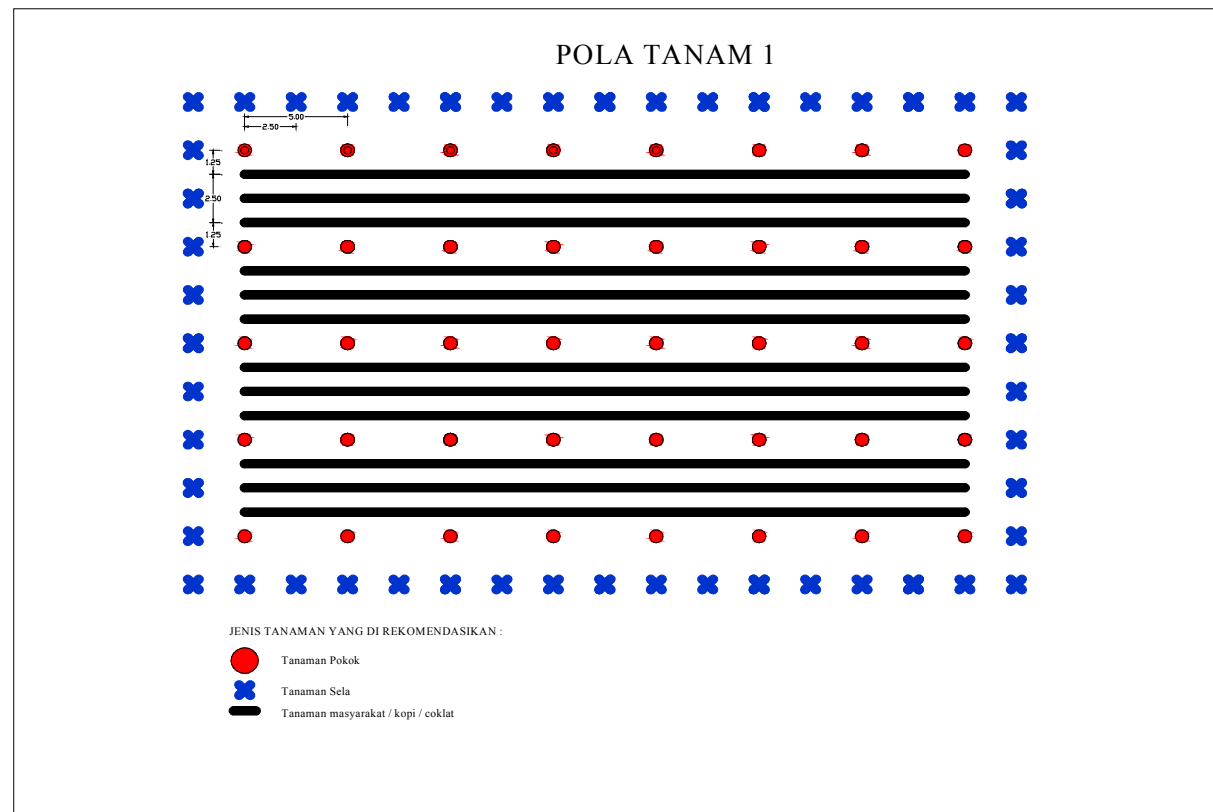 POLA TANAM 1
5.00
2.50
1.25
2.50
1.25
JENIS TANAMAN YANG DI REKOMENDASIKAN :
Tanaman Pokok
Tanaman Sela
Tanaman masyarakat / kopi / coklat